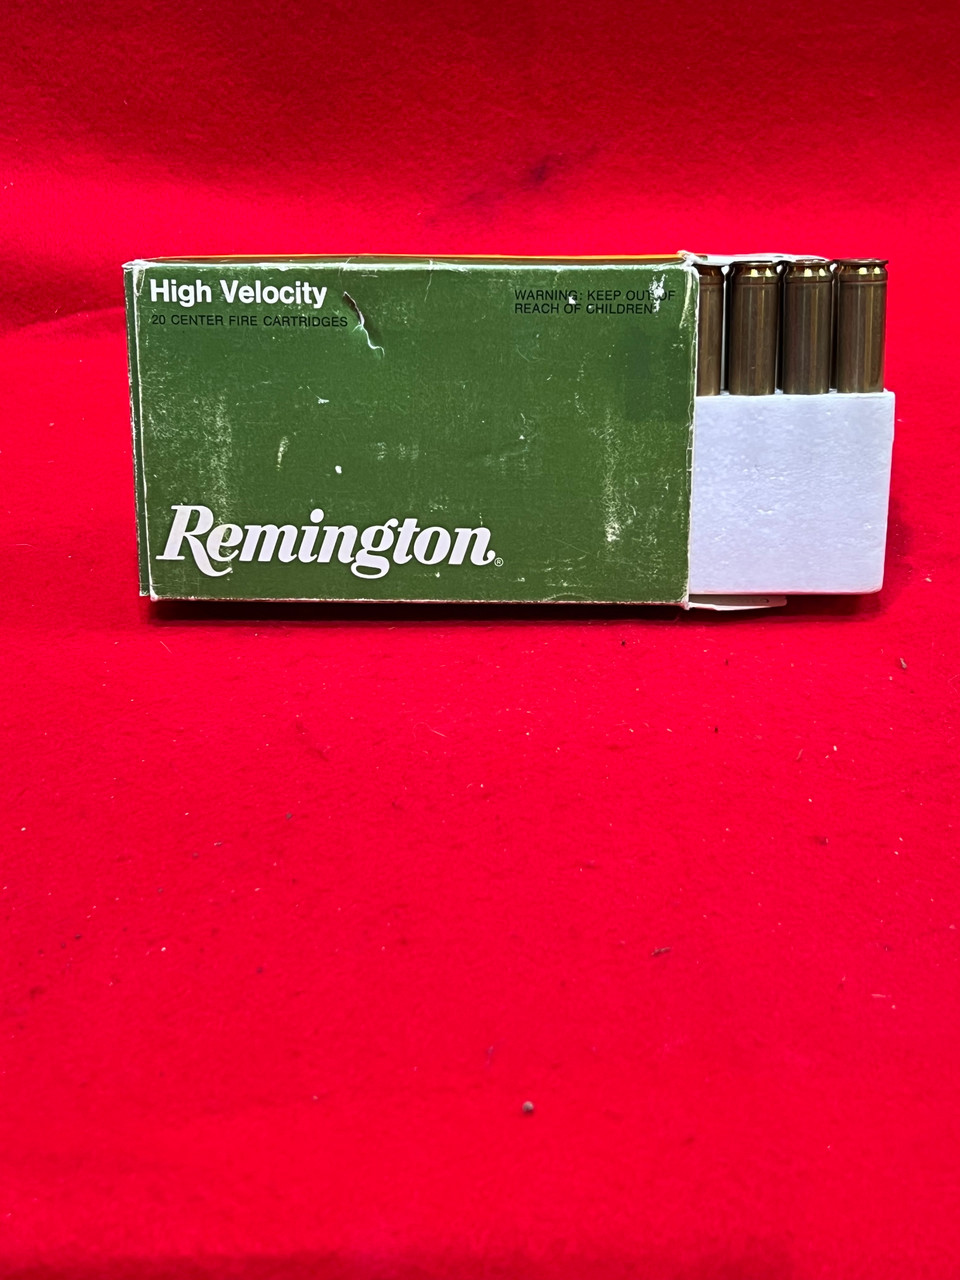 High Velocity
20 CENTER FIRE CARTRIDGES
WARNING: KEEP OUT OF
REACH OF CHILDREN
Remington®